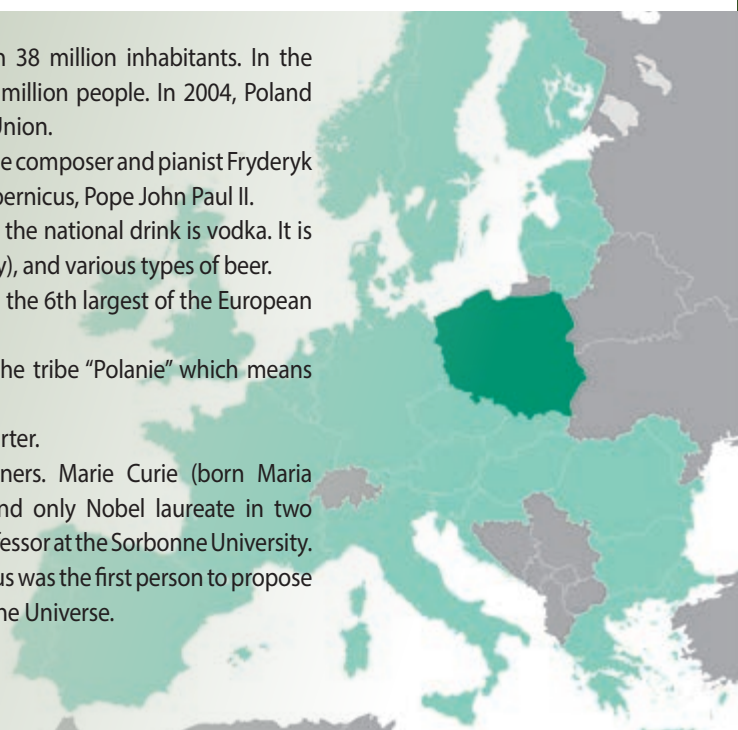 38 million inhabitants. In the
million people. In 2004, Poland
Union.
composer and pianist Fryderyk
pernicus, Pope John Paul II.
the national drink is vodka. It is
y), and various types of beer.
the 6th largest of the European
he tribe “Polanie” which means
rter.
ners. Marie Curie (born Maria
nd only Nobel laureate in two
fessor at the Sorbonne University.
us was the first person to propose
ne Universe.